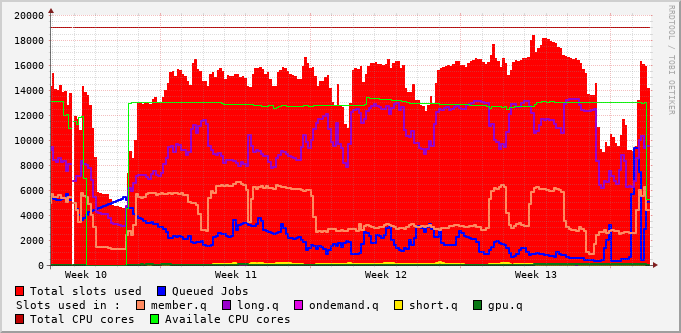 20000
18000
16000
14000
12000
10000
8000
6000
4000
2000
0
Week 10 Week 11 Week 12 Week 13
RRDTOOL / TOBI OETIKER
Total slots used Queued Jobs
Slots used in : member.q long.q ondemand.q short.q gpu.q
Total CPU cores Availale CPU cores